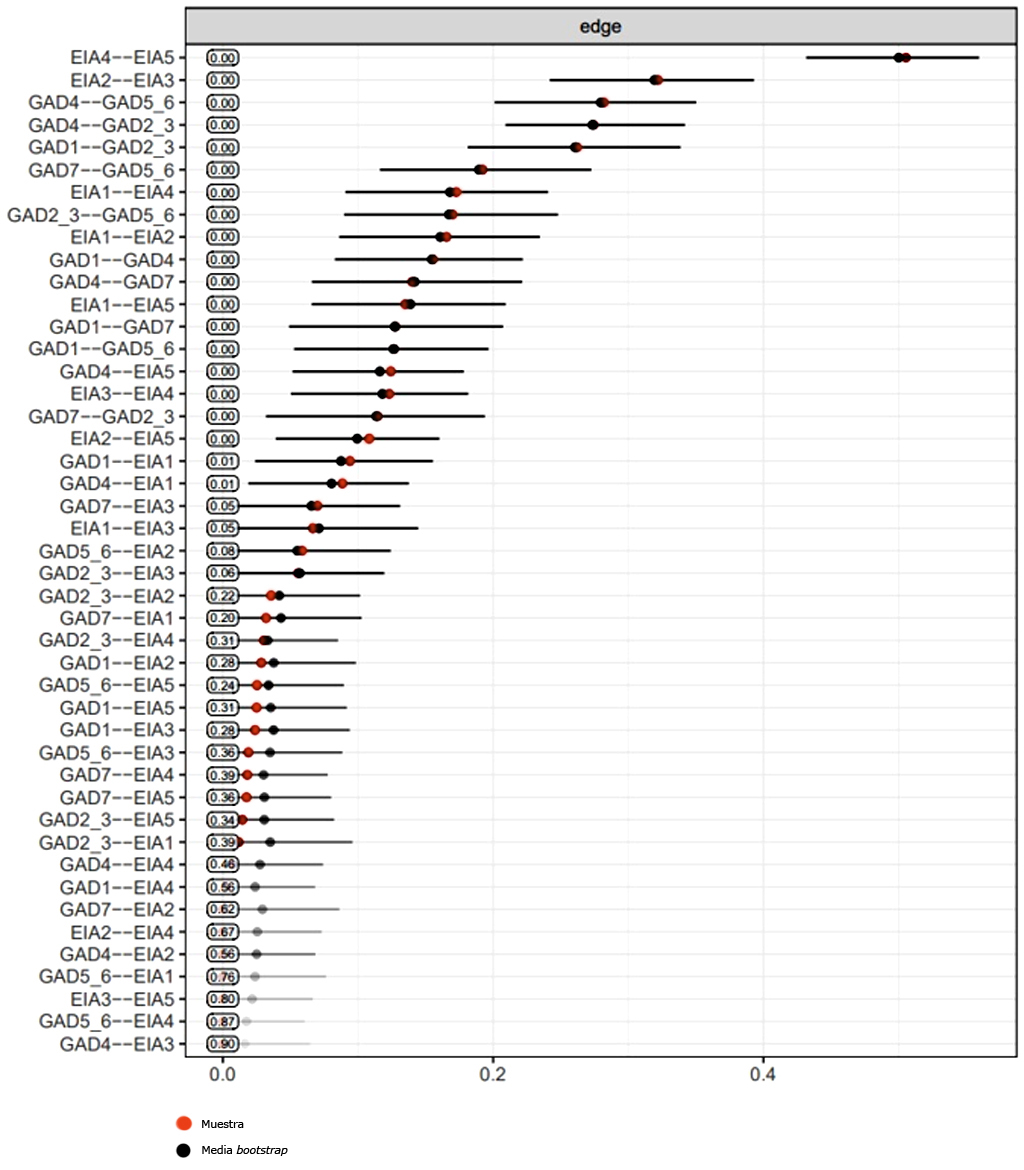 edge
EIA4--EIA5 0.00
EIA2--EIA3 0.00
GAD4--GAD5_6 0.00
GAD4--GAD2_3 0.00
GAD1--GAD2_3 0.00
GAD7--GAD5_6 0.00
EIA1--EIA4 0.00
GAD2_3--GAD5_6 0.00
EIA1--EIA2 0.00
GAD1--GAD4 0.00
GAD4--GAD7 0.00
EIA1--EIA5 0.00
GAD1--GAD7 0.00
GAD1--GAD5_6 0.00
GAD4--EIA5 0.00
EIA3--EIA4 0.00
GAD7--GAD2_3 0.00
EIA2--EIA5 0.00
GAD1--EIA1 0.01
GAD4--EIA1 0.01
GAD7--EIA3 0.05
EIA1--EIA3 0.05
GAD5_6--EIA2 0.08
GAD2_3--EIA3 0.06
GAD2_3--EIA2 0.22
GAD7--EIA1 0.20
GAD2_3--EIA4 0.31
GAD1--EIA2 0.28
GAD5_6--EIA5 0.24
GAD1--EIA5 0.31
GAD1--EIA3 0.28
GAD5_6--EIA3 0.36
GAD7--EIA4 0.39
GAD7--EIA5 0.36
GAD2_3--EIA5 0.34
GAD2_3--EIA1 0.39
GAD4--EIA4 0.46
GAD1--EIA4 0.56
GAD7--EIA2 0.62
EIA2--EIA4 0.67
GAD4--EIA2 0.56
GAD5_6--EIA1 0.76
EIA3--EIA5 0.80
GAD5_6--EIA4 0.87
GAD4--EIA3 0.90
0.0 0.2 0.4
Muestra
Media bootstrap